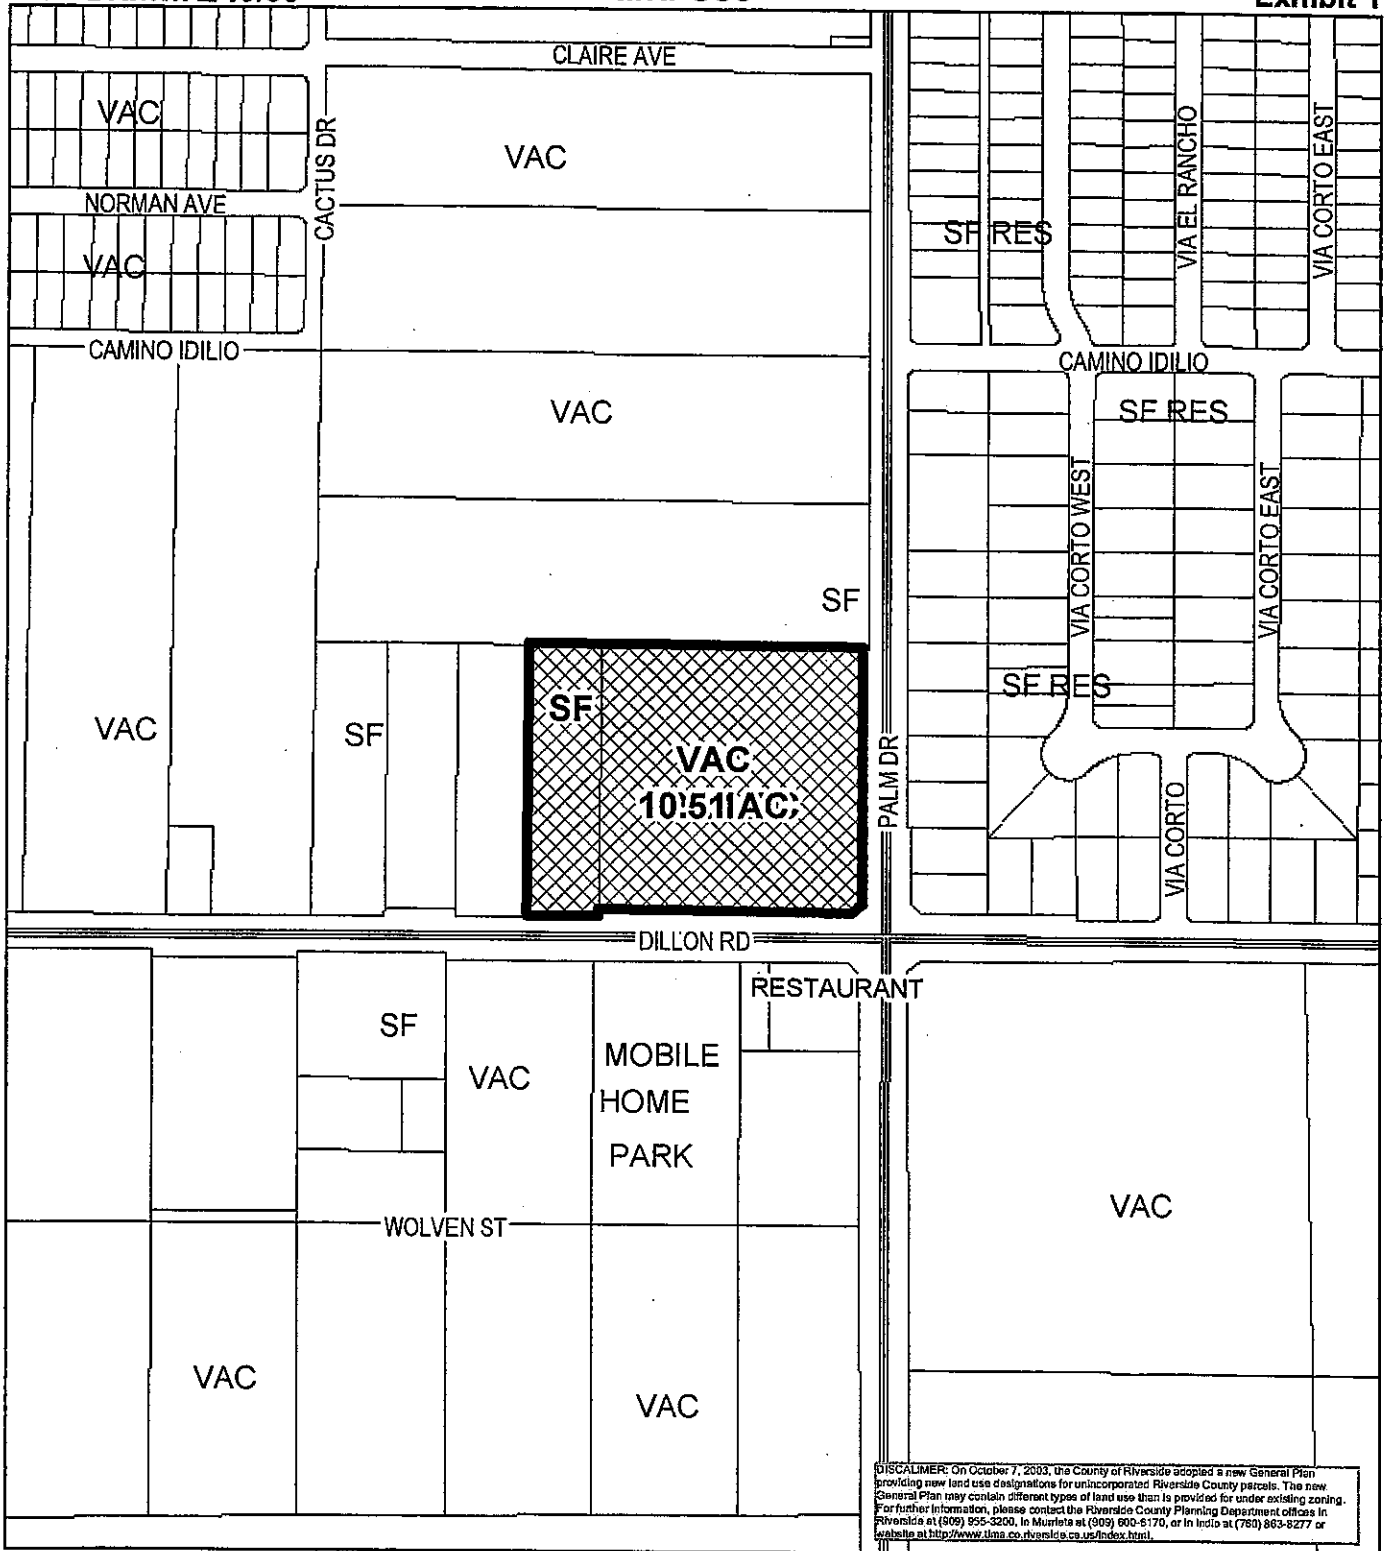 Exhibit 1
CLAIRE AVE
VAC
CACTUS DR
VAC
NORMAN AVE
VIA EL RANCHO
VIA CORTO EAST
SF RES
VAC
CAMINO IDILIO
CAMINO IDILIO
VAC
SF RES
VIA CORTO WEST
VIA CORTO EAST
SF
SF RES
VAC
SF
SF
VAC
PALM DR
VIA CORTO
DILLON RD
RESTAURANT
SF
VAC
MOBILE
HOME
PARK
VAC
WOLVEN ST
VAC
VAC
DISCALIMER: On October 7, 2003, the County of Riverside adopted a new General Plan
providing new land use designations for unincorporated Riverside County parcels. The new
General Plan may contain different types of land use than is provided for under existing zoning.
For further information, please contact the Riverside County Planning Department offices in
Riverside at (909) 955-3200, in Murrieta at (909) 600-6170, or in Indio at (760) 863-8277 or
website at http://www.tlma.co.riverside.ca.us/index.html.